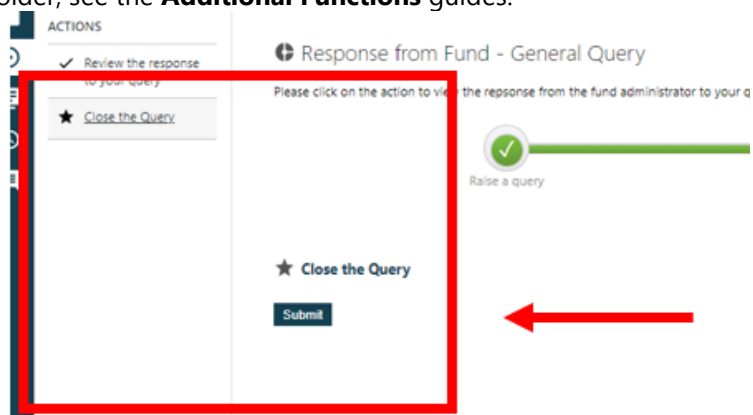 older, see the Additional Functions guides.
ACTIONS
Review the response
to your query
Close the Query
Response from Fund - General Query
Please click on the action to view the repsonse from the fund administrator to your q
Raise a query
Close the Query
Submit